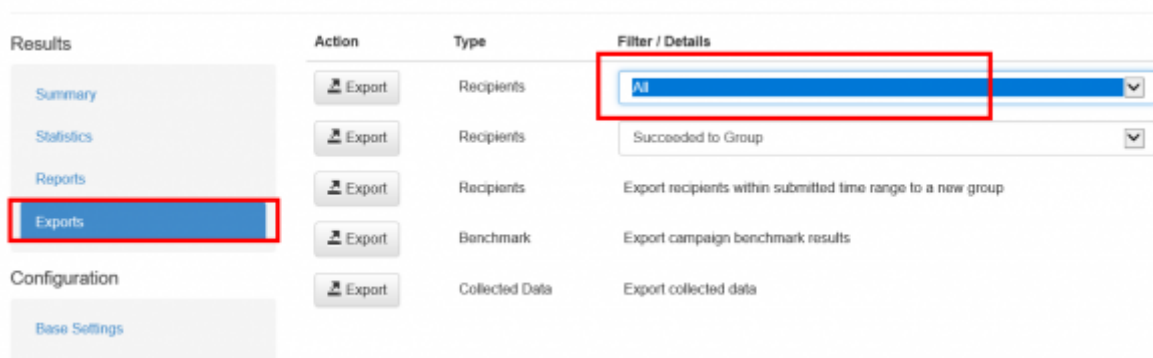 Results
Summary
Statistics
Reports
Exports
Configuration
Base Settings
Action Type Filter / Details
Export Recipients All
Export Recipients Succeeded to Group
Export Recipients Export recipients within submitted time range to a new group
Export Benchmark Export campaign benchmark results
Export Collected Data Export collected data